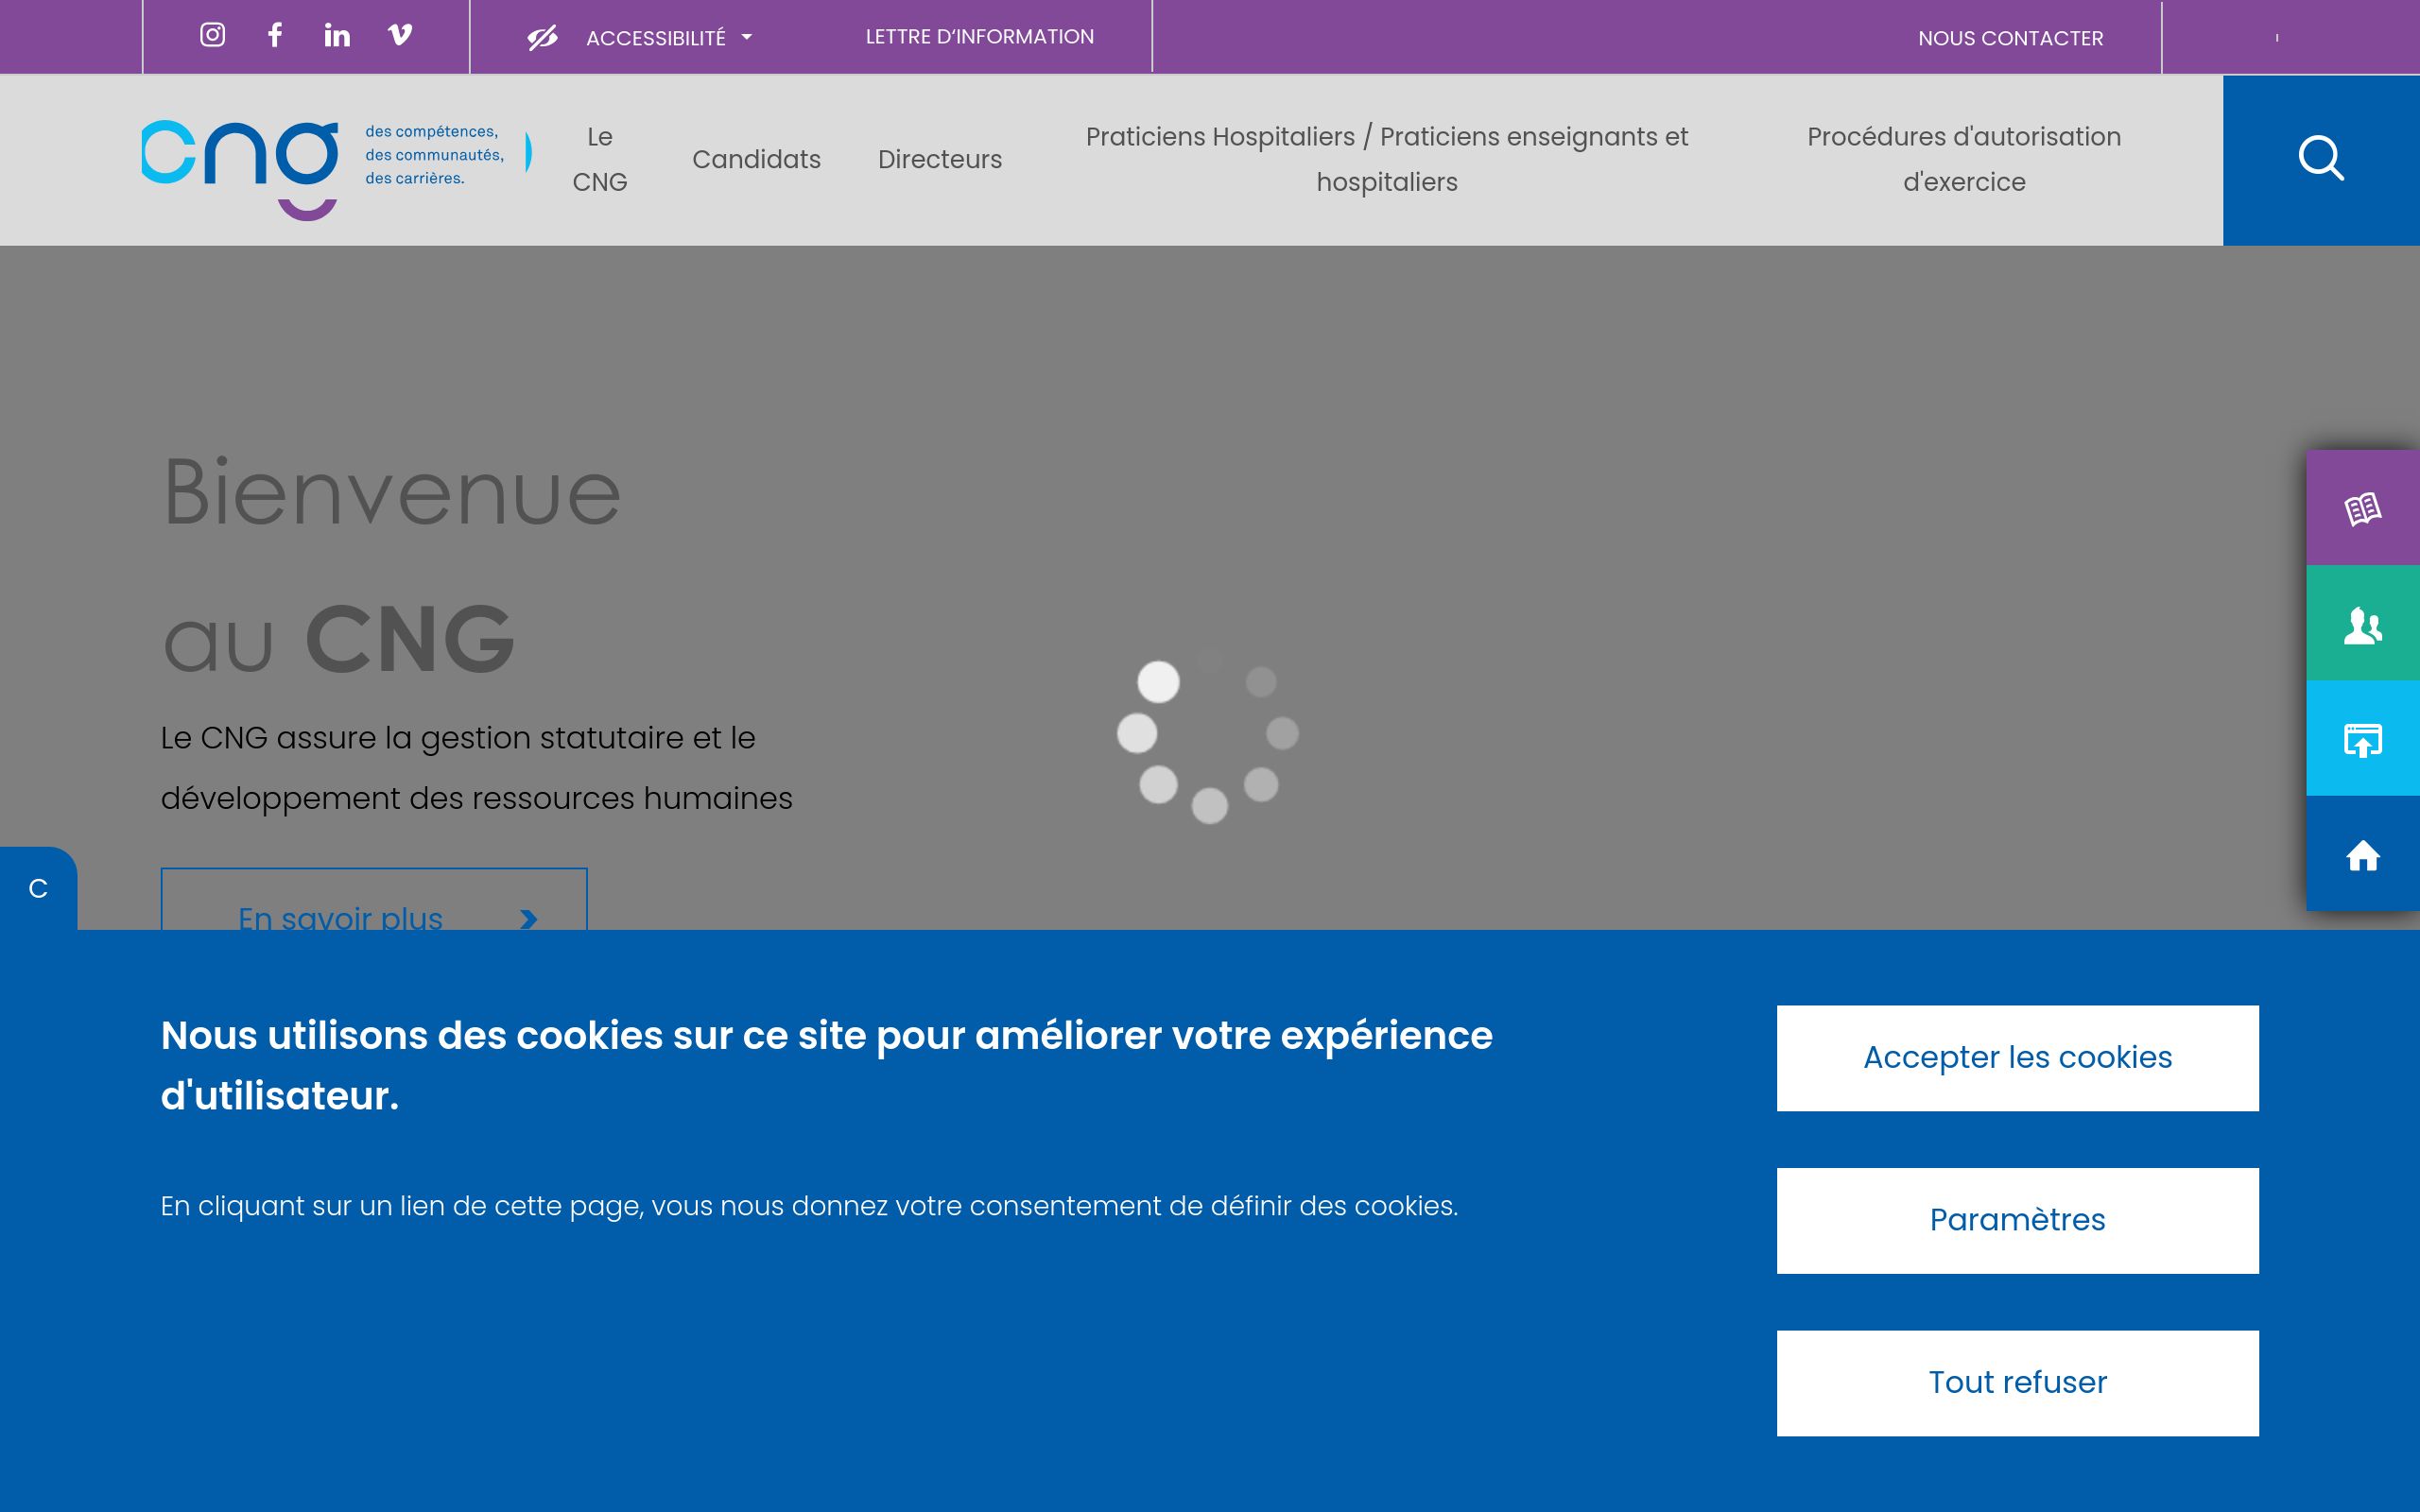 ACCESSIBILITÉ
LETTRE D'INFORMATION
NOUS CONTACTER
cng
des compétences,
des communautés,
des carrières.
Le
CNG
Candidats
Directeurs
Praticiens Hospitaliers / Praticiens enseignants et
hospitaliers
Procédures d'autorisation
d'exercice
Bienvenue
au CNG
Le CNG assure la gestion statutaire et le
développement des ressources humaines
C
En savoir plus
Nous utilisons des cookies sur ce site pour améliorer votre expérience
d'utilisateur.
En cliquant sur un lien de cette page, vous nous donnez votre consentement de définir des cookies.
Accepter les cookies
Paramètres
Tout refuser